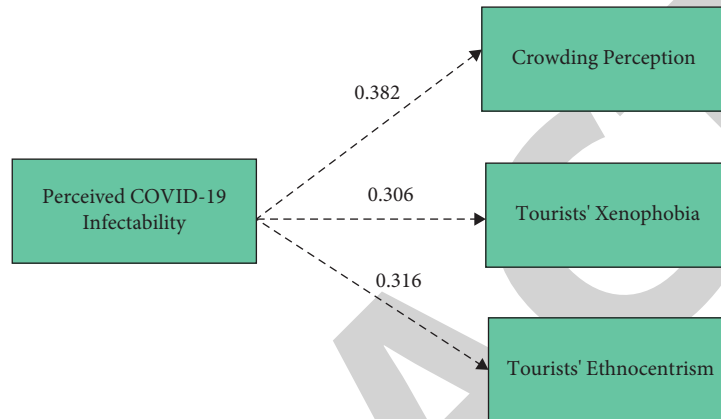 Crowding Perception
0.382
Perceived COVID-19
Infectability
0.306
Tourists' Xenophobia
0.316
Tourists' Ethnocentrism